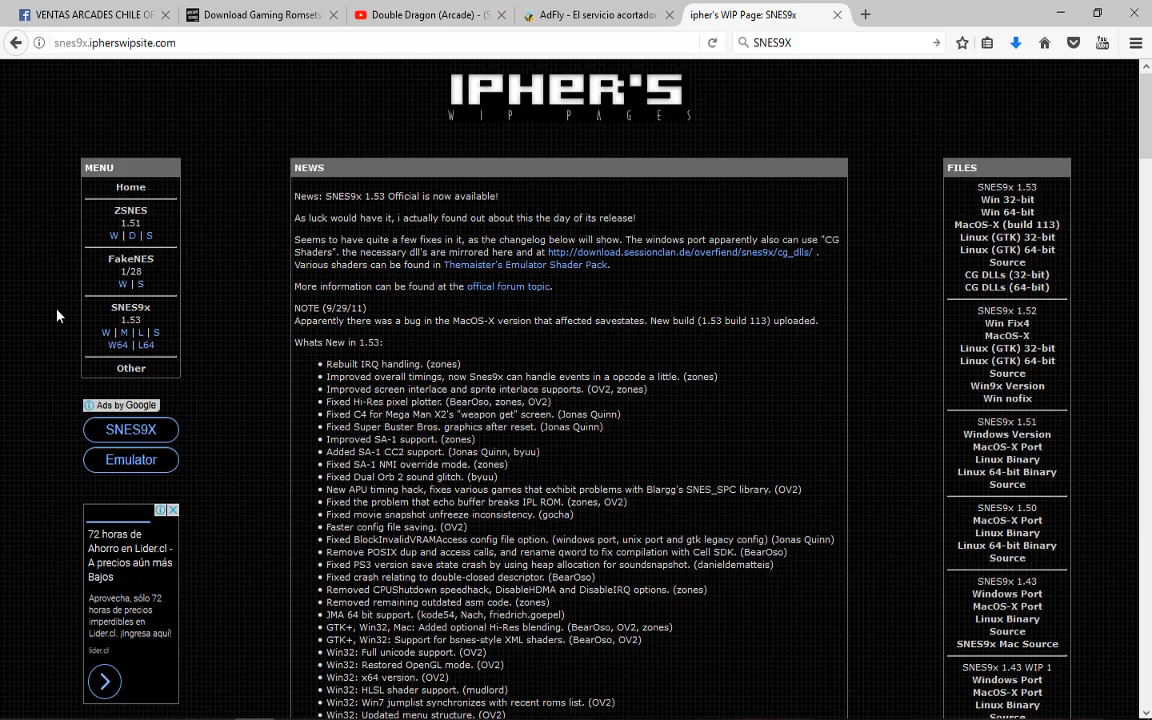 VENTAS ARCADES CHILE OF
Download Gaming Romsets
Double Dragon (Arcade) - (S
AdFly - El servicio acortador
ipher's WIP Page: SNES9x
snes9x.ipherswipsite.com
SNES9X
IPHER'S
WIP PAGES
MENU
Home
ZSNES
1.51
W | D | S
FakeNES
1/28
W | S
SNES9x
1.53
W | M | L | S
W64 | L64
Other
Ads by Google
SNES9X
Emulator
72 horas de
Ahorro en Lider.cl -
A precios aún más
Bajos
Aprovecha, sólo 72
horas de precios
imperdibles en
Lider.cl. ¡Ingresa aquí!
lider.cl
NEWS
News: SNES9x 1.53 Official is now available!
As luck would have it, i actually found out about this the day of its release!
Seems to have quite a few fixes in it, as the changelog below will show. The windows port apparently also can use "CG
Shaders". the necessary dll's are mirrored here and at http://download.sessionclan.de/overfiend/snes9x/cg_dlls/ .
Various shaders can be found in Themaister's Emulator Shader Pack.
More information can be found at the offical forum topic.
NOTE (9/29/11)
Apparently there was a bug in the MacOS-X version that affected savestates. New build (1.53 build 113) uploaded.
Whats New in 1.53:
Rebuilt IRQ handling. (zones)
Improved overall timings, now Snes9x can handle events in a opcode a little. (zones)
Improved screen interlace and sprite interlace supports. (OV2, zones)
Fixed Hi-Res pixel plotter. (BearOso, zones, OV2)
Fixed C4 for Mega Man X2's "weapon get" screen. (Jonas Quinn)
Fixed Super Buster Bros. graphics after reset. (Jonas Quinn)
Improved SA-1 support. (zones)
Added SA-1 CC2 support. (Jonas Quinn, byuu)
Fixed SA-1 NMI override mode. (zones)
Fixed Dual Orb 2 sound glitch. (byuu)
New APU timing hack, fixes various games that exhibit problems with Blargg's SNES_SPC library. (OV2)
Fixed the problem that echo buffer breaks IPL ROM. (zones, OV2)
Fixed movie snapshot unfreeze inconsistency. (gocha)
Faster config file saving. (OV2)
Fixed BlockInvalidVRAMAccess config file option. (windows port, unix port and gtk legacy config) (Jonas Quinn)
Remove POSIX dup and access calls, and rename qword to fix compilation with Cell SDK. (BearOso)
Fixed PS3 version save state crash by using heap allocation for soundsnapshot. (danieldematteis)
Fixed crash relating to double-closed descriptor. (BearOso)
Removed CPUShutdown speedhack, DisableHDMA and DisableIRQ options. (zones)
Removed remaining outdated asm code. (zones)
JMA 64 bit support. (kode54, Nach, friedrich.goepel)
GTK+, Win32, Mac: Added optional Hi-Res blending. (BearOso, OV2, zones)
GTK+, Win32: Support for bsnes-style XML shaders. (BearOso, OV2)
Win32: Full unicode support. (OV2)
Win32: Restored OpenGL mode. (OV2)
Win32: x64 version. (OV2)
Win32: HLSL shader support. (mudlord)
Win32: Win7 jumplist synchronizes with recent roms list. (OV2)
Win32: Updated menu structure. (OV2)
FILES
SNES9x 1.53
Win 32-bit
Win 64-bit
MacOS-X (build 113)
Linux (GTK) 32-bit
Linux (GTK) 64-bit
Source
CG DLLs (32-bit)
CG DLLs (64-bit)
SNES9x 1.52
Win Fix4
MacOS-X
Linux (GTK) 32-bit
Linux (GTK) 64-bit
Source
Win9x Version
Win nofix
SNES9x 1.51
Windows Version
MacOS-X Port
Linux Binary
Linux 64-bit Binary
Source
SNES9x 1.50
MacOS-X Port
Linux Binary
Linux 64-bit Binary
Source
SNES9x 1.43
Windows Port
MacOS-X Port
Linux Binary
Source
SNES9x Mac Source
SNES9x 1.43 WIP 1
Windows Port
MacOS-X Port
Linux Binary